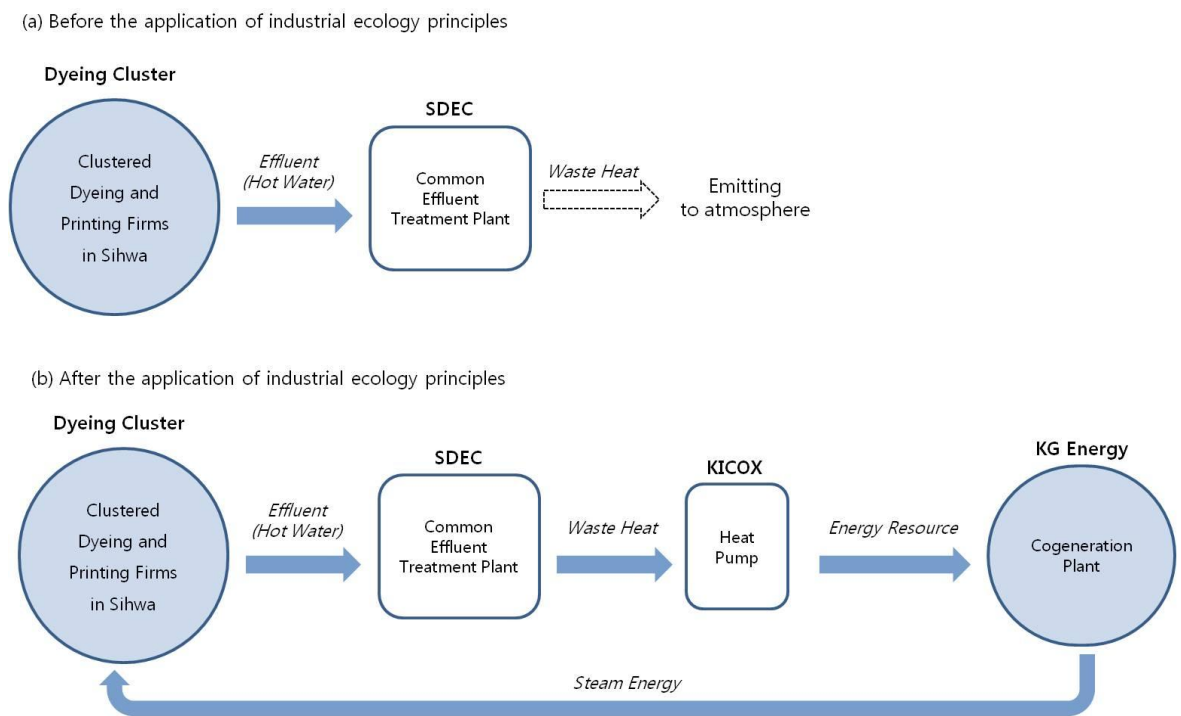 (a) Before the application of industrial ecology principles
Dyeing Cluster
Clustered
Dyeing and
Printing Firms
in Sihwa
Effluent
(Hot Water)
SDEC
Common
Effluent
Treatment Plant
Waste Heat
Emitting
to atmosphere
(b) After the application of industrial ecology principles
Dyeing Cluster
Clustered
Dyeing and
Printing Firms
in Sihwa
Effluent
(Hot Water)
SDEC
Common
Effluent
Treatment Plant
Waste Heat
KICOX
Heat
Pump
Energy Resource
KG Energy
Cogeneration
Plant
Steam Energy